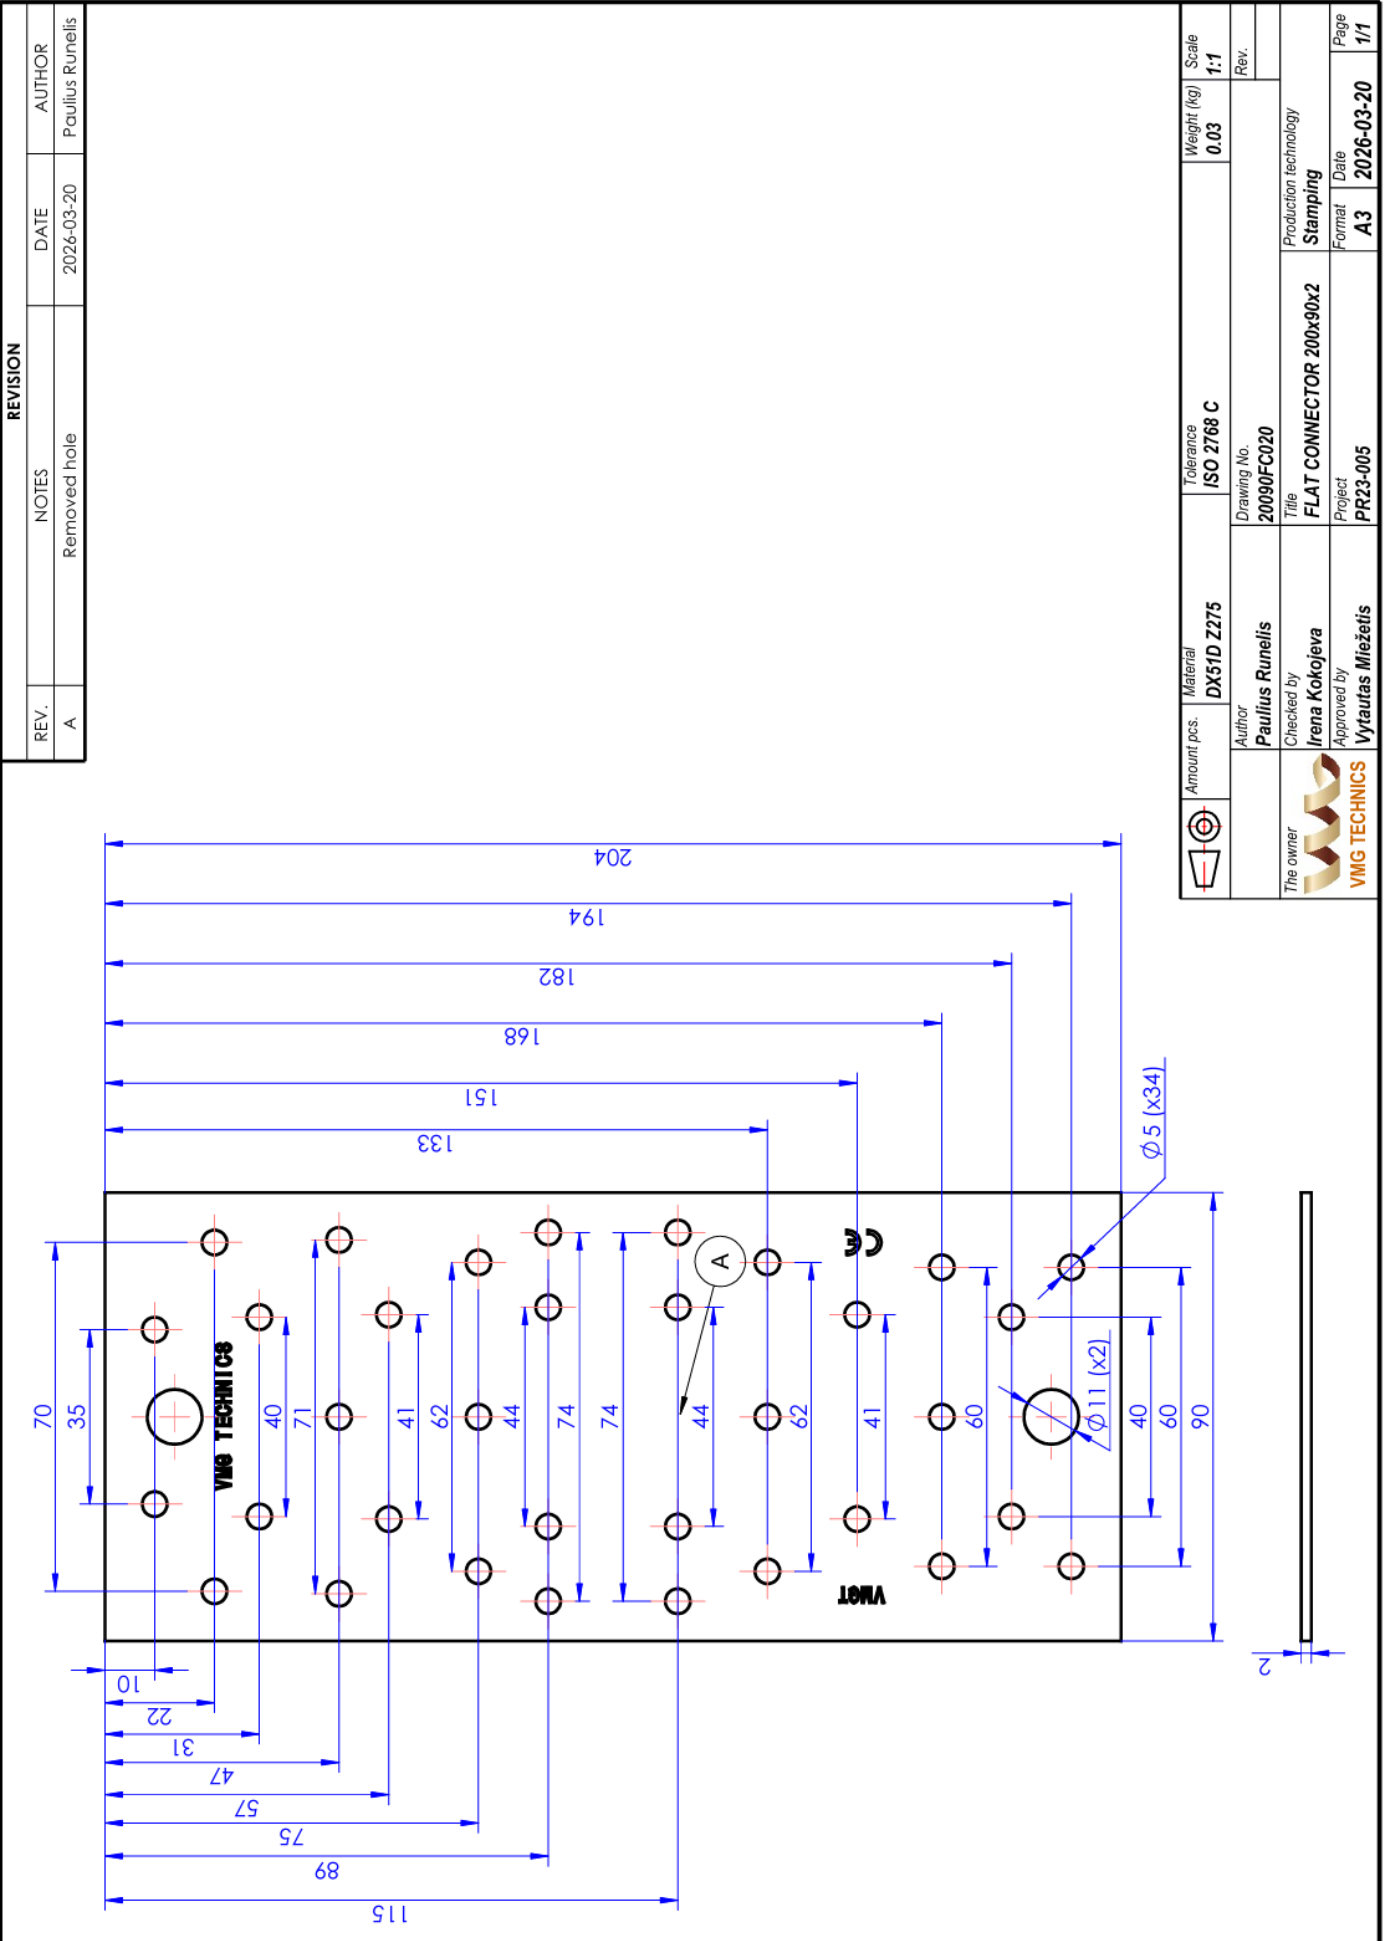 REVISION
REV. NOTES DATE AUTHOR
A Removed hole 2026-03-20 Paulius Runelis
204
194
182
168
151
133
Ø 5 (x34)
Ø 11 (x2)
70
35
40
71
41
62
44
74
74
44
62
41
60
40
60
90
VMG TECHNICS
CE
VMGT
A
10
22
31
47
57
75
89
115
2
Amount pcs. Material Tolerance Weight (kg) Scale
DX51D Z275 ISO 2768 C 0.03 1:1
Author Drawing No. Rev.
Paulius Runelis 20090FC020
The owner Checked by Title Production technology
Irena Kokojeva FLAT CONNECTOR 200x90x2 Stamping
Approved by Project Format Date Page
VMG TECHNICS Vytautas Miežetis PR23-005 A3 2026-03-20 1/1